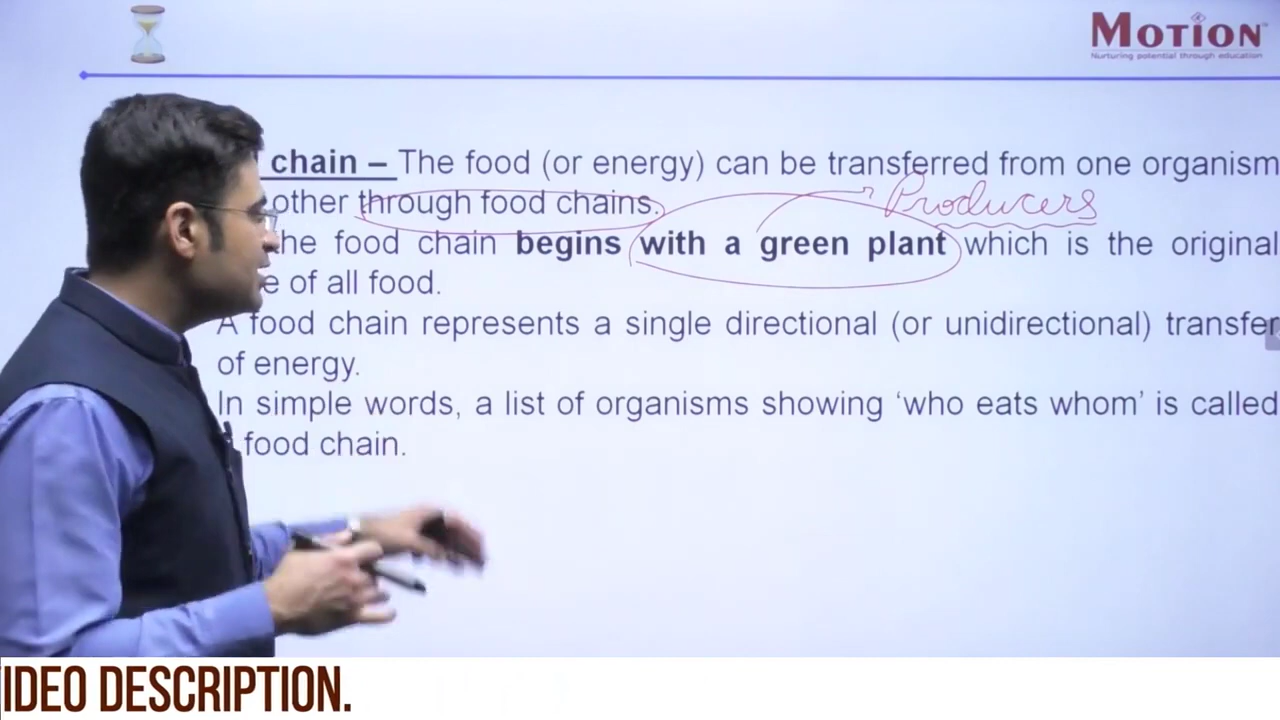 MOTION
Nurturing potential through education
chain – The food (or energy) can be transferred from one organism
other through food chains.
Producers
he food chain begins with a green plant which is the original
e of all food.
A food chain represents a single directional (or unidirectional) transfer
of energy.
In simple words, a list of organisms showing ‘who eats whom’ is called
food chain.
IDEO DESCRIPTION.